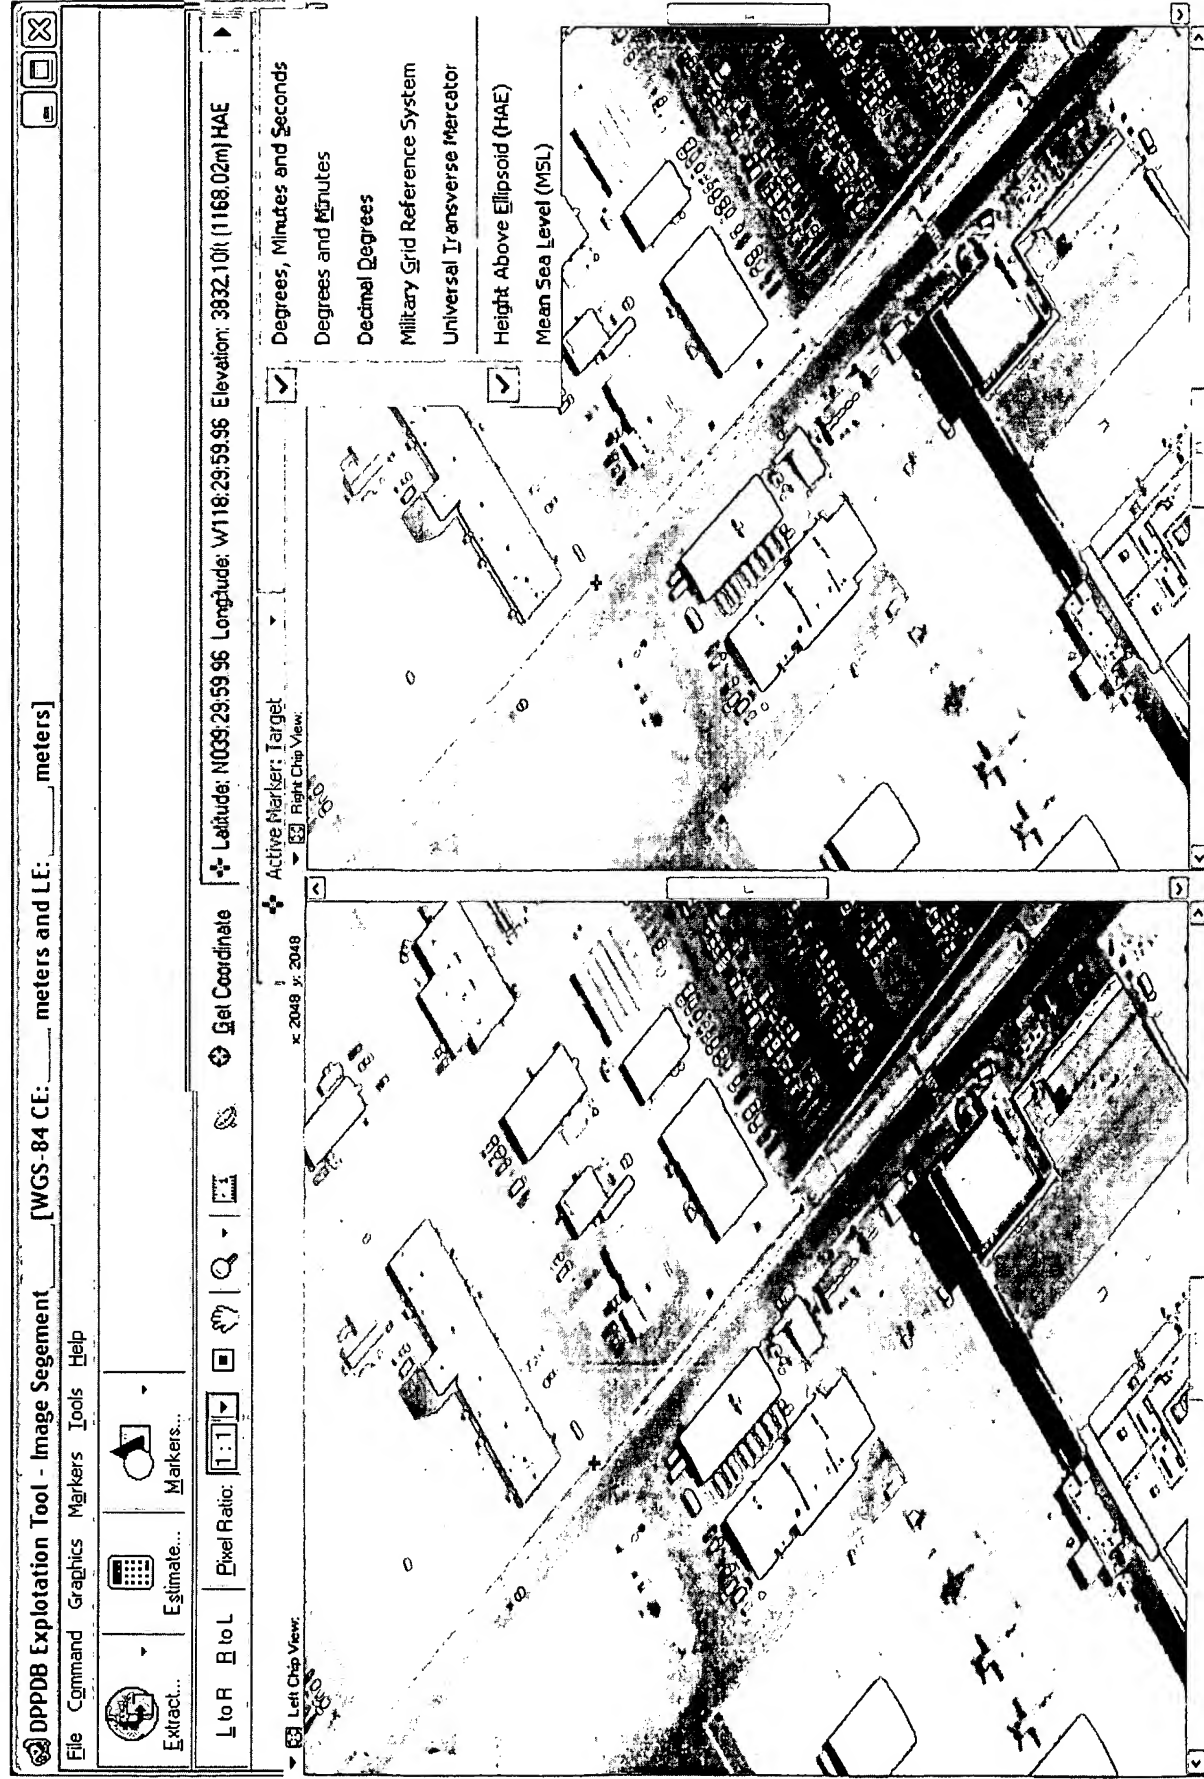 DPPDB Explotation Tool - Image Segement____ [WGS-84 CE: ____ meters and LE: ____ meters]
File Command Graphics Markers Tools Help
Extract... Estimate... Markers...
L to R R to L Pixel Ratio: 1:1 Get Coordinate Latitude: N039:29:59.96 Longtude: W118:29:59.96 Elevation: 3832.10ft (1168.02m) HAE
Active Marker: Target
Left Chip View: x: 2048 y: 2048 Right Chip View:
Degrees, Minutes and Seconds
Degrees and Minutes
Decimal Degrees
Military Grid Reference System
Universal Transverse Mercator
Height Above Ellipsoid (HAE)
Mean Sea Level (MSL)